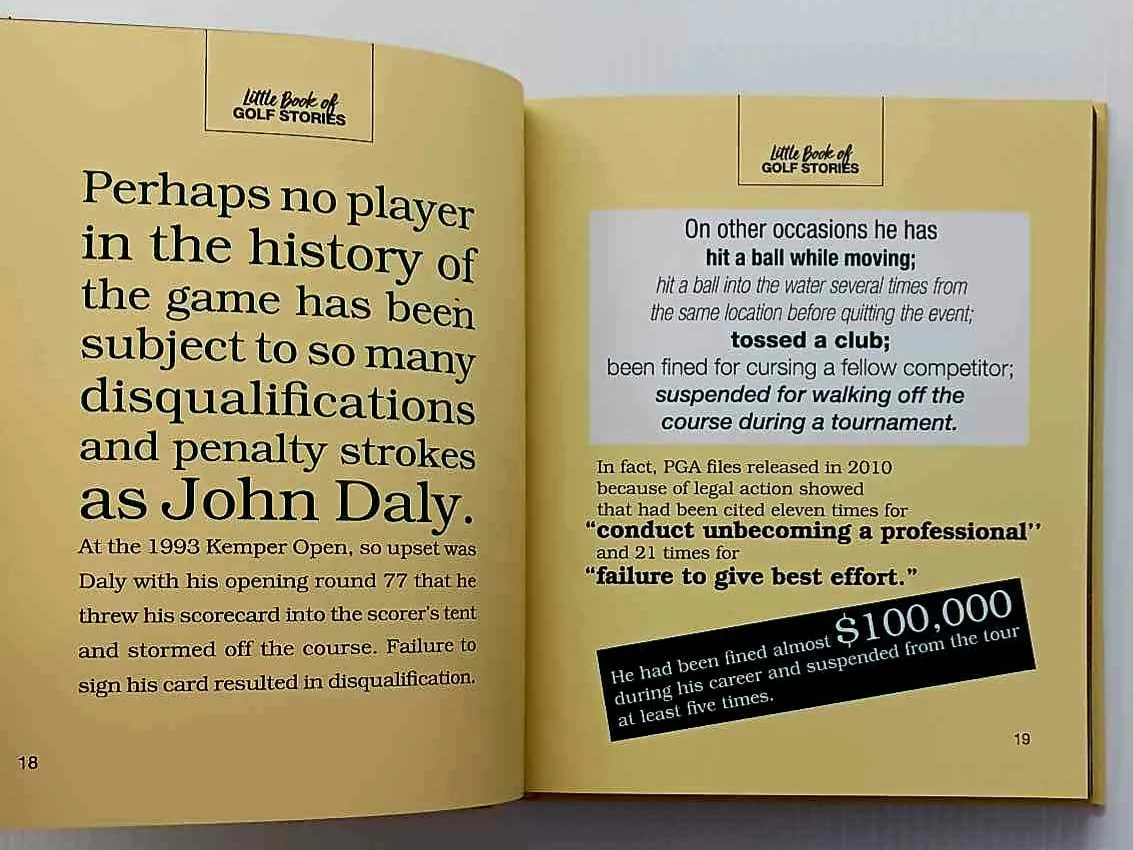 Little Book of
GOLF STORIES
Perhaps no player
in the history of
the game has been
subject to so many
disqualifications
and penalty strokes
as John Daly.
At the 1993 Kemper Open, so upset was
Daly with his opening round 77 that he
threw his scorecard into the scorer's tent
and stormed off the course. Failure to
sign his card resulted in disqualification.
18
Little Book of
GOLF STORIES
On other occasions he has
hit a ball while moving;
hit a ball into the water several times from
the same location before quitting the event;
tossed a club;
been fined for cursing a fellow competitor;
suspended for walking off the
course during a tournament.
In fact, PGA files released in 2010
because of legal action showed
that had been cited eleven times for
“conduct unbecoming a professional”
and 21 times for
“failure to give best effort.”
He had been fined almost $100,000
during his career and suspended from the tour
at least five times.
19